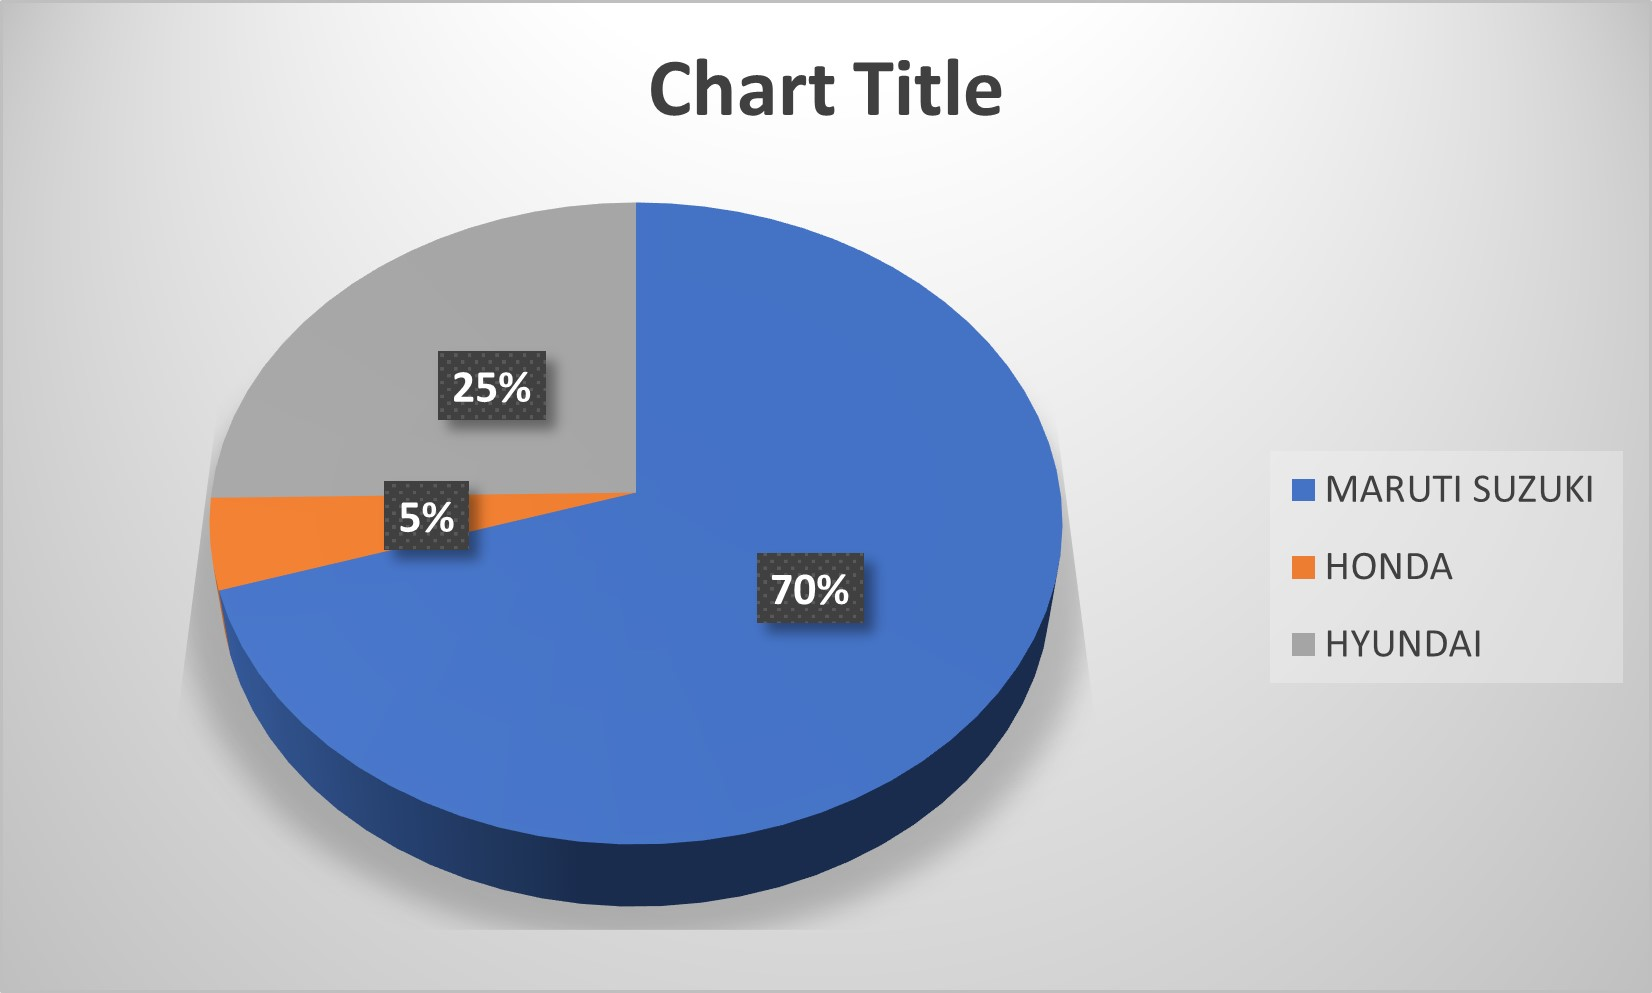 Chart Title
25%
5%
70%
MARUTI SUZUKI
HONDA
HYUNDAI